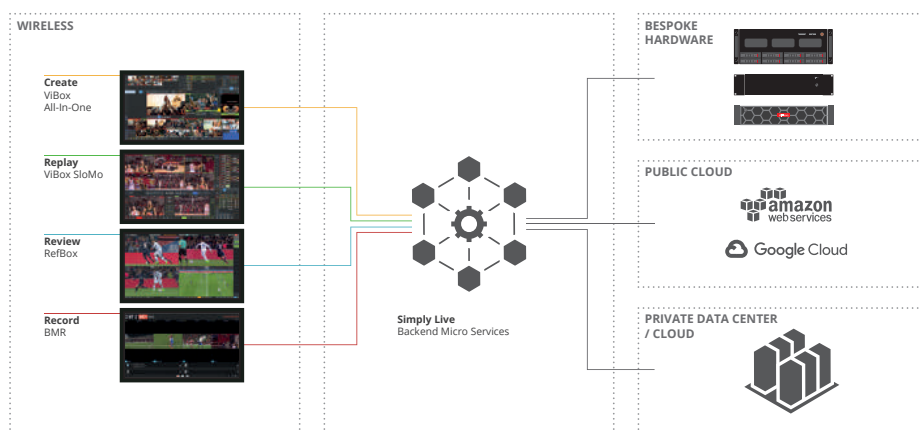 WIRELESS
Create
ViBox
All-In-One
Replay
ViBox SloMo
Review
RefBox
Record
BMR
Simply Live
Backend Micro Services
BESPOKE
HARDWARE
PUBLIC CLOUD
amazon
web services
Google Cloud
PRIVATE DATA CENTER
/ CLOUD